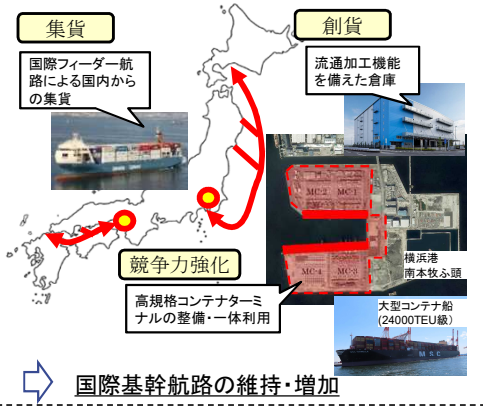 集貨
創貨
国際フィーダー航
路による国内から
の集貨
流通加工機能
を備えた倉庫
MC-2
MC-1
MC-4
MC-3
横浜港
南本牧ふ頭
競争力強化
高規格コンテナターミ
ナルの整備・一体利用
大型コンテナ船
(24000TEU級)
M S C
国際基幹航路の維持・増加